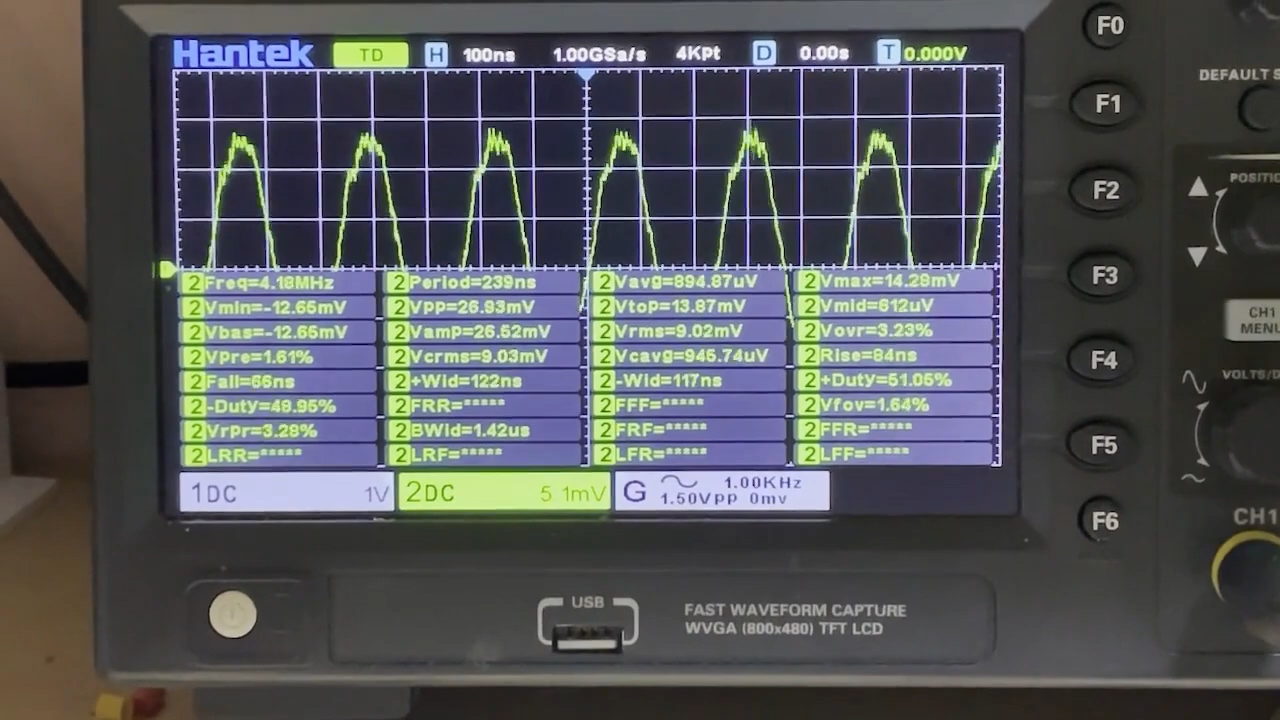 Hantek TD H 100ns 1.00GSa/s 4Kpt D 0.00s T 0.000V
2 Freq=4.18MHz 2 Period=239ns 2 Vavg=894.87uV 2 Vmax=14.29mV
2 Vmin=-12.65mV 2 Vpp=26.93mV 2 Vtop=13.87mV 2 Vmid=612uV
2 Vbas=-12.65mV 2 Vamp=26.52mV 2 Vrms=9.02mV 2 Vovr=3.23%
2 VPre=1.61% 2 Vcrms=9.03mV 2 Vcavg=945.74uV 2 Rise=84ns
2 Fall=66ns 2 +Wid=122ns 2 -Wid=117ns 2 +Duty=51.05%
2 -Duty=48.95% 2 FRR=***** 2 FFF=***** 2 Vfov=1.64%
2 Vrpr=3.28% 2 BWid=1.42us 2 FRF=***** 2 FFR=*****
2 LRR=***** 2 LRF=***** 2 LFR=***** 2 LFF=*****
1DC 1V 2DC 5.1mV G 1.00KHz
1.50VPP 0mv
F0
F1
F2
F3
F4
F5
F6
DEFAULT S
POSITIO
CH1
MENU
VOLTS/D
CH1
USB
FAST WAVEFORM CAPTURE
WVGA (800x480) TFT LCD